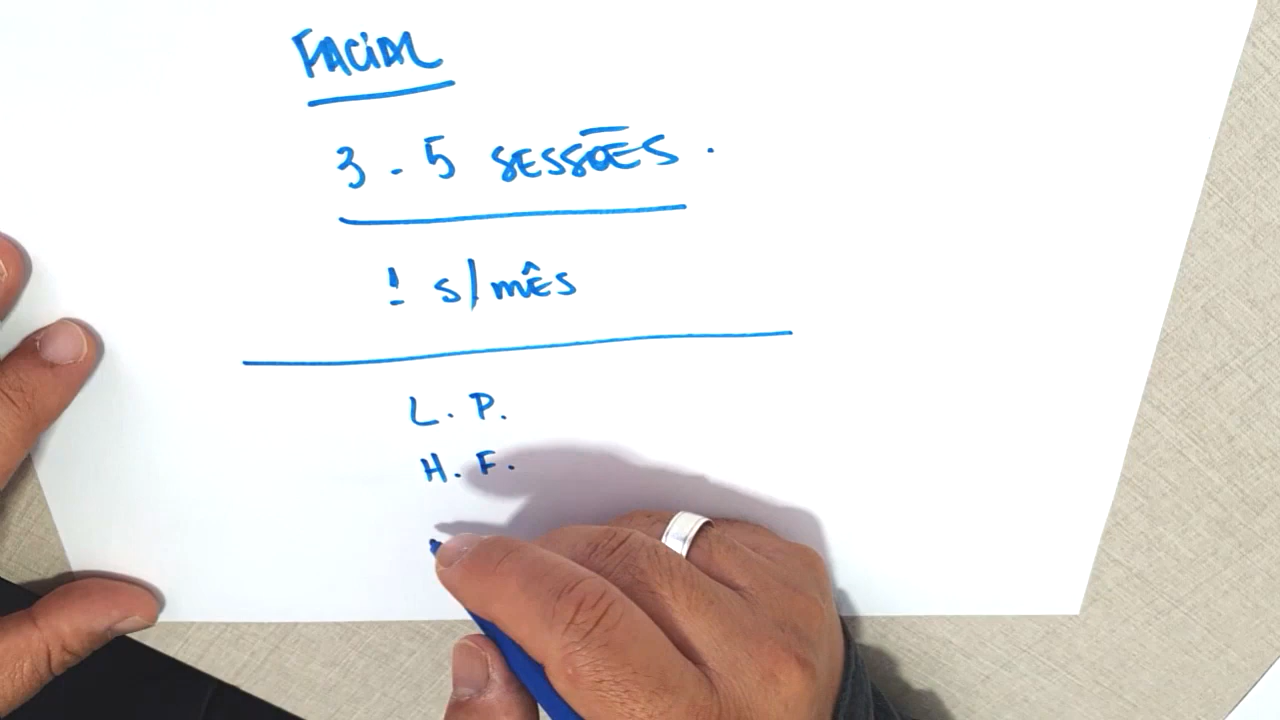 FACiAL
3 - 5 SESSÕES.
1 S/MÊS
L. P.
H. F.